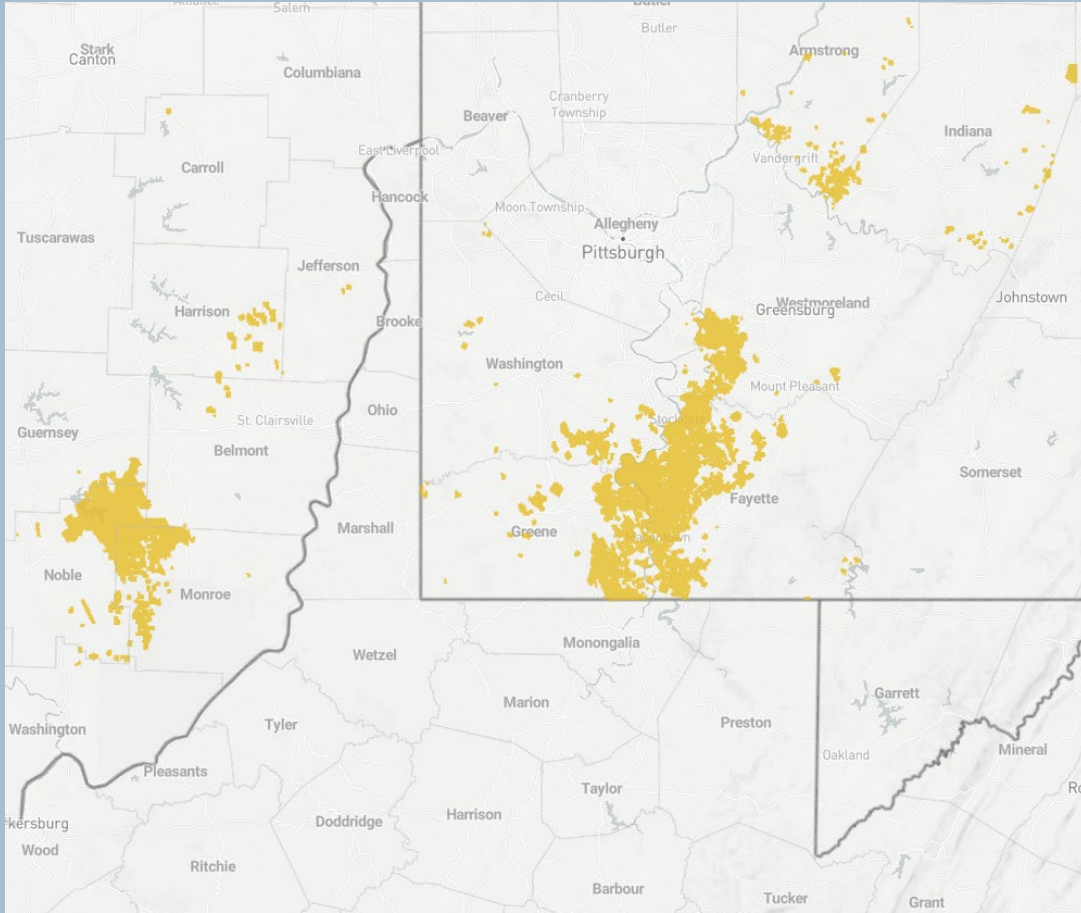 Butler
Salem
Butler
Stark
Canton
Armstrong
Columbiana
Cranberry
Township
Beaver
Indiana
East Liverpool
Vandergrift
Carroll
Hancock
Moon Township
Allegheny
Tuscarawas
Pittsburgh
Jefferson
Cecil
Johnstown
Westmoreland
Greensburg
Harrison
Brooke
Washington
Mount Pleasant
Ohio
St. Clairsville
Guernsey
Belmont
Somerset
Fayette
Marshall
Greene
Noble
Monroe
Monongalia
Wetzel
Garrett
Marion
Preston
Tyler
Washington
Mineral
Oakland
Pleasants
Taylor
Harrison
Doddridge
kersburg
Wood
Ritchie
Barbour
Tucker
Grant